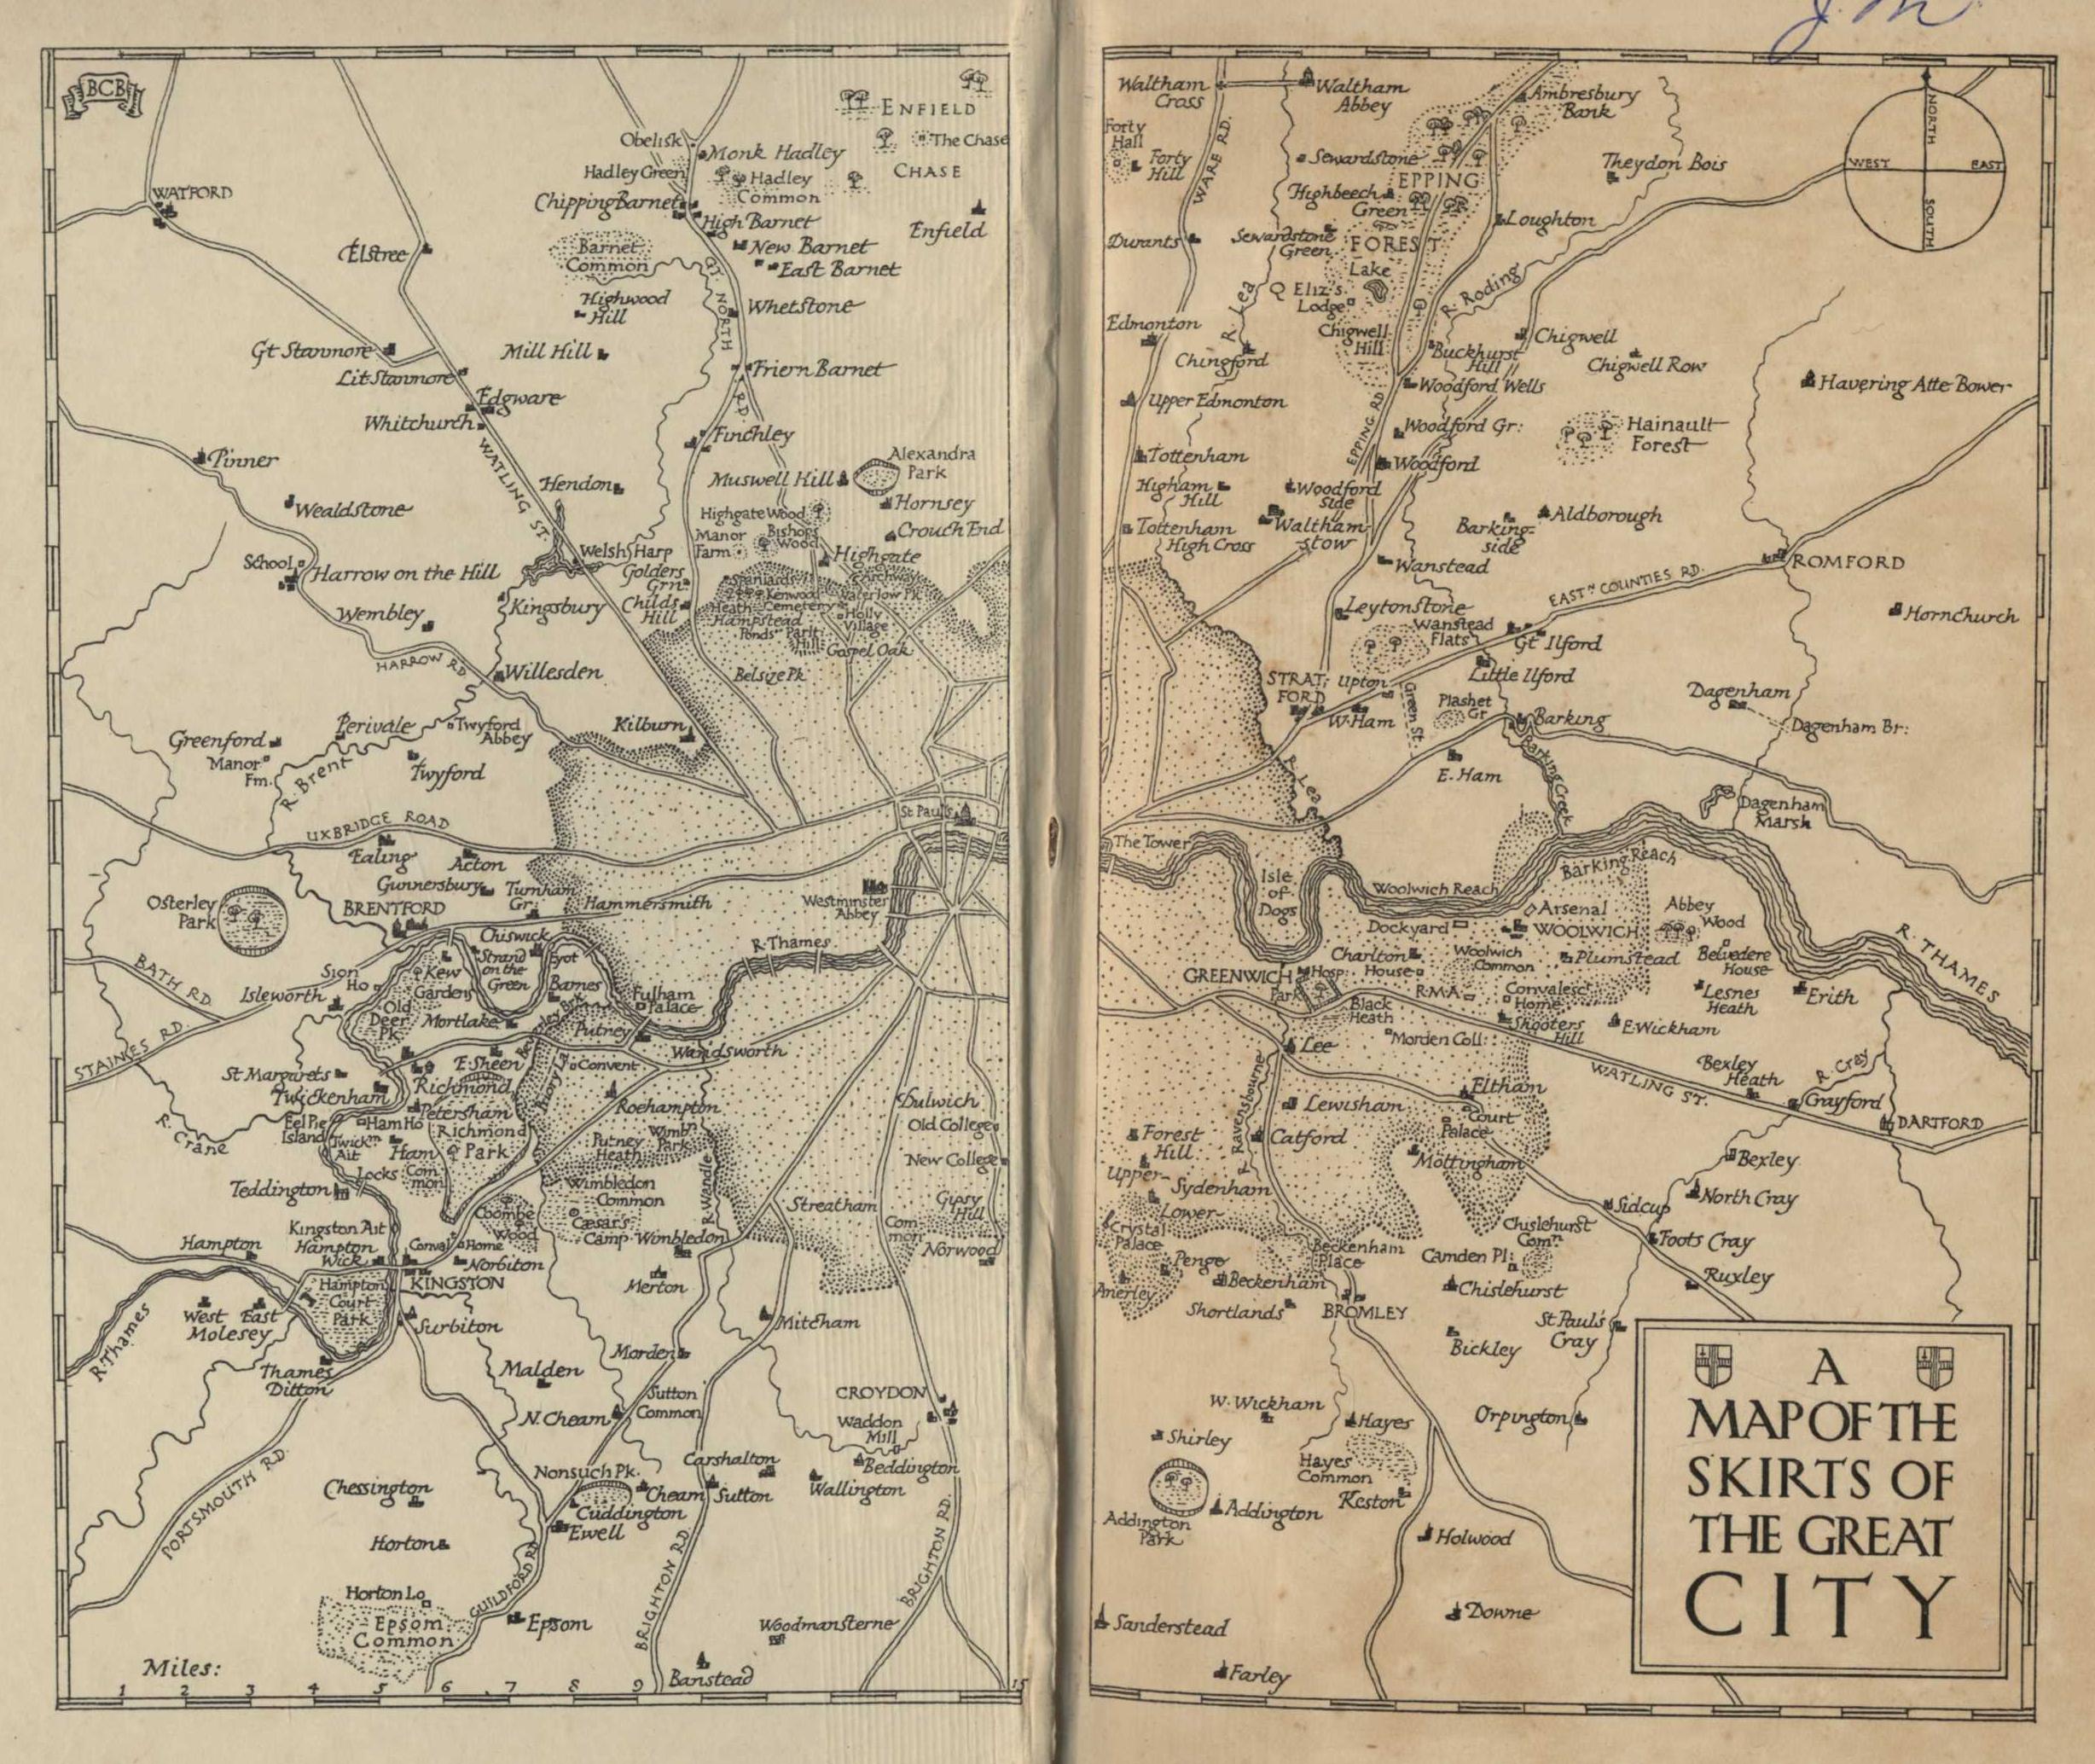 J.M
BCB
ENFIELD
The Chase
CHASE
Obelisk
Monk Hadley
Hadley Green
Hadley
Common
Chipping Barnet
High Barnet
Enfield
WATFORD
Elstree
Barnet
Common
New Barnet
East Barnet
Highwood
Hill
GT. NORTH
RD.
Whetstone
Gt Stanmore
Mill Hill
Lit Stanmore
Friern Barnet
Edgware
Whitchurch
WATLING ST.
Finchley
Pinner
Hendon
Muswell Hill
Alexandra
Park
Wealdstone
Hornsey
Highgate Wood
Bishops
Wood
Manor
Farm
Crouch End
Highgate
School
Harrow on the Hill
Welsh Harp
Golders
Grn
Spaniards
Kenwood
Archway
Waterlow Pk
Wembley
Kingsbury
Childs
Hill
Heath
Cemetery
Hampstead
Holly
Village
Ponds
Parlt
Hill
Gospel Oak
HARROW RD
Willesden
Belsize Pk
Perivale
Twyford
Abbey
Kilburn
Greenford
Manor
Fm.
R. Brent
Twyford
UXBRIDGE ROAD
St Paul's
Ealing
Acton
Gunnersbury
Turnham
Gr.
Osterley
Park
BRENTFORD
Hammersmith
Westminster
Abbey
Chiswick
R. Thames
BATH RD
Sion
Ho
Kew
Gardens
Strand
on the
Green
Eyot
Barnes
Isleworth
Old
Deer
Pk
Mortlake
Fulham
Palace
Putney
STAINES RD
E. Sheen
Convent
Wandsworth
St Margarets
Richmond
Twickenham
Petersham
Roehampton
Dulwich
R. Crane
Eel Pie
Island
Ham Ho
Richmond
Park
Old College
Twickm
Ait
Ham
Com
mon
Putney
Heath
Wimbn
Park
New College
Locks
Teddington
Wimbledon
Common
R. Wandle
Streatham
Gipsy
Hill
Kingston Ait
Coombe
Wood
Cæsar's
Camp
Wimbledon
Com
mon
Norwood
Hampton
Hampton
Wick
Conval Home
Norbiton
KINGSTON
Merton
Hampton
Court
Park
West
East
Molesey
Surbiton
Mitcham
R. Thames
Thames
Ditton
Malden
Morden
N. Cheam
Sutton
Common
CROYDON
Waddon
Mill
PORTSMOUTH RD.
Chessington
Nonsuch Pk.
Carshalton
Beddington
Cheam
Sutton
Wallington
Cuddington
Ewell
Horton
GUILDFORD RD
BRIGHTON RD.
BRIGHTON RD.
Horton Lo.
Epsom
Common
Epsom
Woodmansterne
Banstead
Miles:
1 2 3 4 5 6 7 8 9 15
Waltham
Cross
Waltham
Abbey
Ambresbury
Bank
NORTH
WEST
EAST
SOUTH
Forty
Hall
Forty
Hill
WARE RD.
Sewardstone
EPPING
Theydon Bois
Highbeech
Green
Loughton
Durants
Sewardstone
Green
FOREST
Lake
Q Eliz's
Lodge
R. Lea
R. Roding
Edmonton
Chigwell
Hill
Chingford
Buckhurst
Hill
Chigwell
Chigwell Row
Woodford Wells
Havering Atte Bower
Upper Edmonton
EPPING RD
Woodford Gr:
Hainault
Forest
Tottenham
Woodford
Higham
Hill
Woodford
Side
Tottenham
High Cross
Waltham-
stow
Barking-
side
Aldborough
Wanstead
ROMFORD
EASTN COUNTIES RD.
Leytonstone
Wanstead
Flats
Hornchurch
Gt Ilford
STRAT-
FORD
Upton
Little Ilford
Green St.
Plashet
Gr
Dagenham
W. Ham
Barking
Dagenham Br:
E. Ham
Barking Creek
R. Lea
Dagenham
Marsh
The Tower
Barking Reach
Isle
of
Dogs
Woolwich Reach
Arsenal
Abbey
Wood
Dockyard
WOOLWICH
R. THAMES
Charlton
House
Woolwich
Common
Plumstead
Belvedere
House
GREENWICH
Hosp:
Park
R.M.A.
Convalesct
Home
Lesnes
Heath
Erith
Black
Heath
Shooters
Hill
E. Wickham
Lee
Morden Coll:
WATLING ST.
Bexley
Heath
R. Cray
R. Ravensbourne
Eltham
Crayford
Lewisham
Court
Palace
DARTFORD
Forest
Hill
Catford
Mottingham
Bexley
Upper
Sydenham
Lower
Sidcup
North Cray
Crystal
Palace
Chislehurst
Comn
Foots Cray
Beckenham
Place
Camden Pl:
Penge
Beckenham
Ruxley
Anerley
Chislehurst
Shortlands
BROMLEY
St Paul's
Cray
Bickley
W. Wickham
Hayes
Orpington
Shirley
Hayes
Common
Addington
Park
Addington
Keston
Holwood
Sanderstead
Downe
Farley
A
MAP OF THE
SKIRTS OF
THE GREAT
CITY